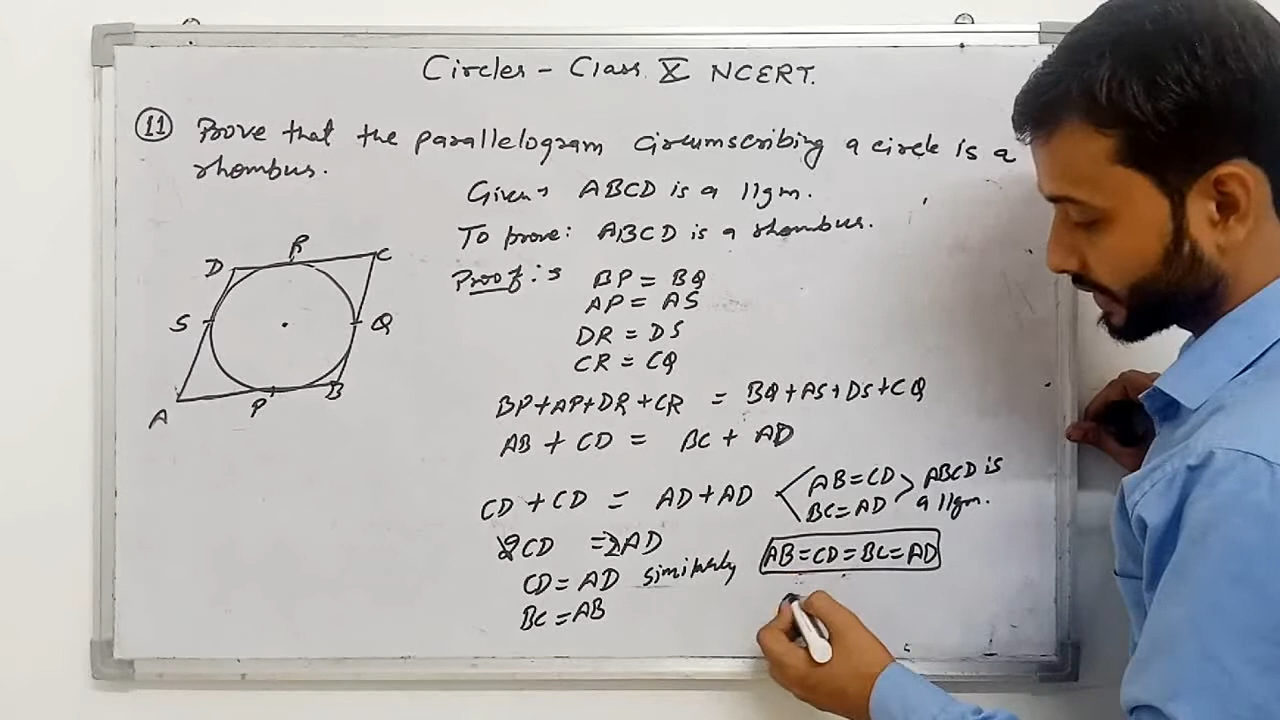 Circles - Class X NCERT.
11 Prove that the parallelogram circumscribing a circle is a
rhombus.
Given → ABCD is a 11gm.
To prove: ABCD is a rhombus.
Proof :
BP = BQ
AP = AS
DR = DS
CR = CQ
D R C
S Q
A P B
BP+AP+DR+CR = BQ+AS+DS+CQ
AB + CD = BC + AD
CD + CD = AD + AD < AB = CD > ABCD is
BC = AD a 11gm.
2CD = 2AD
CD = AD similarly AB = CD = BC = AD
BC = AB